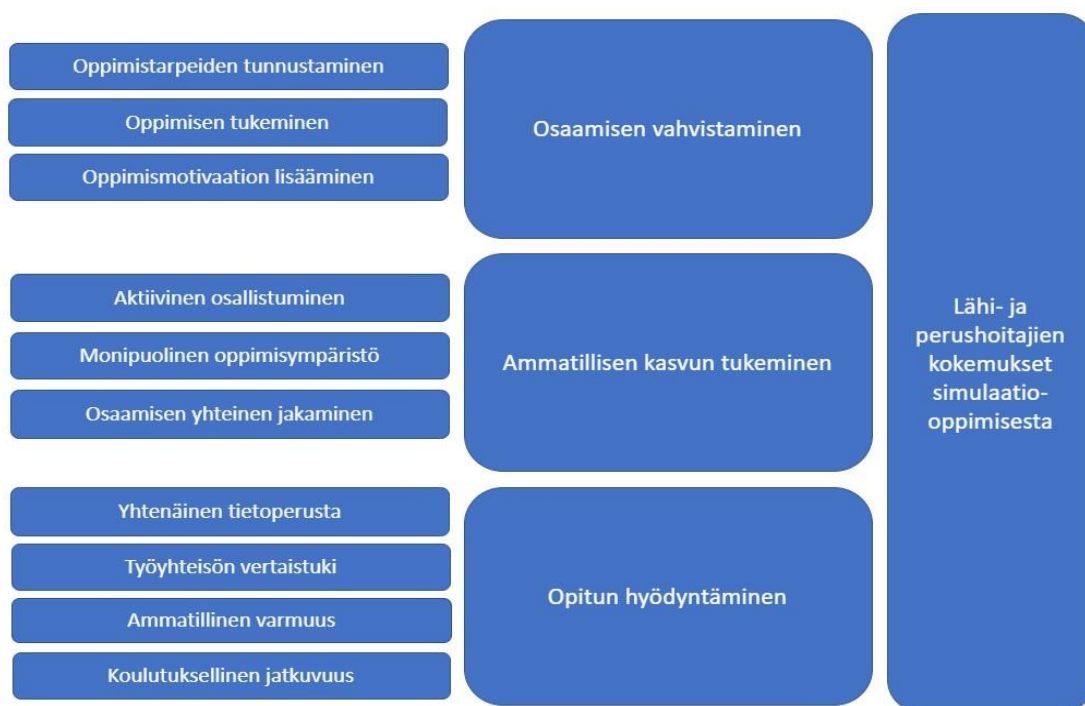 Oppimistarpeiden tunnustaminen
Oppimisen tukeminen
Oppimismotivaation lisääminen
Osaamisen vahvistaminen
Aktiivinen osallistuminen
Monipuolinen oppimisympäristö
Osaamisen yhteinen jakaminen
Ammatillisen kasvun tukeminen
Yhtenäinen tietoperusta
Työyhteisön vertaistuki
Ammatillinen varmuus
Koulutuksellinen jatkuvuus
Opitun hyödyntäminen
Lähi- ja
perushoitajien
kokemukset
simulaatio-
oppimisesta